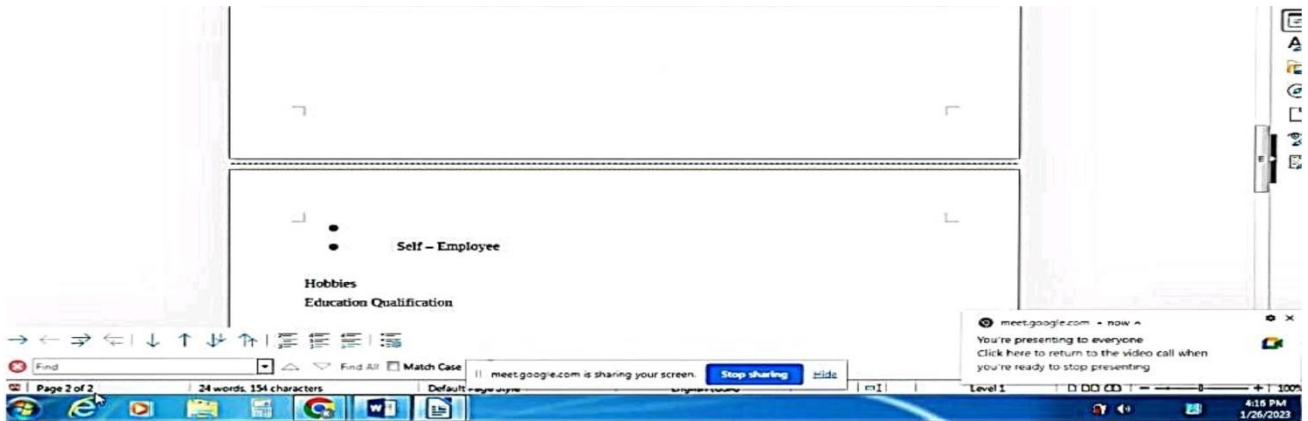 Self – Employee
Hobbies
Education Qualification
meet.google.com • now
You're presenting to everyone
Click here to return to the video call when
you're ready to stop presenting
Find
Find All
Match Case
meet.google.com is sharing your screen.
Stop sharing
Hide
Page 2 of 2
24 words, 154 characters
Default Page Style
Level 1
100%
4:16 PM
1/26/2023